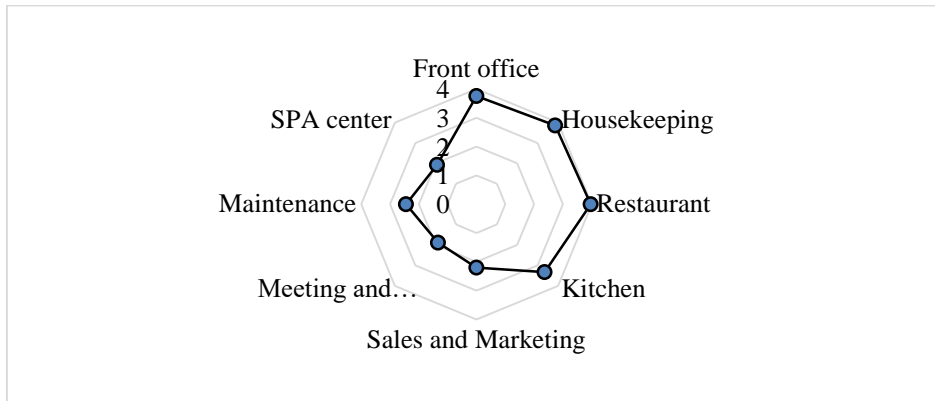 Front office
4
SPA center
3
Housekeeping
2
1
Maintenance
0
Restaurant
Meeting and…
Kitchen
Sales and Marketing